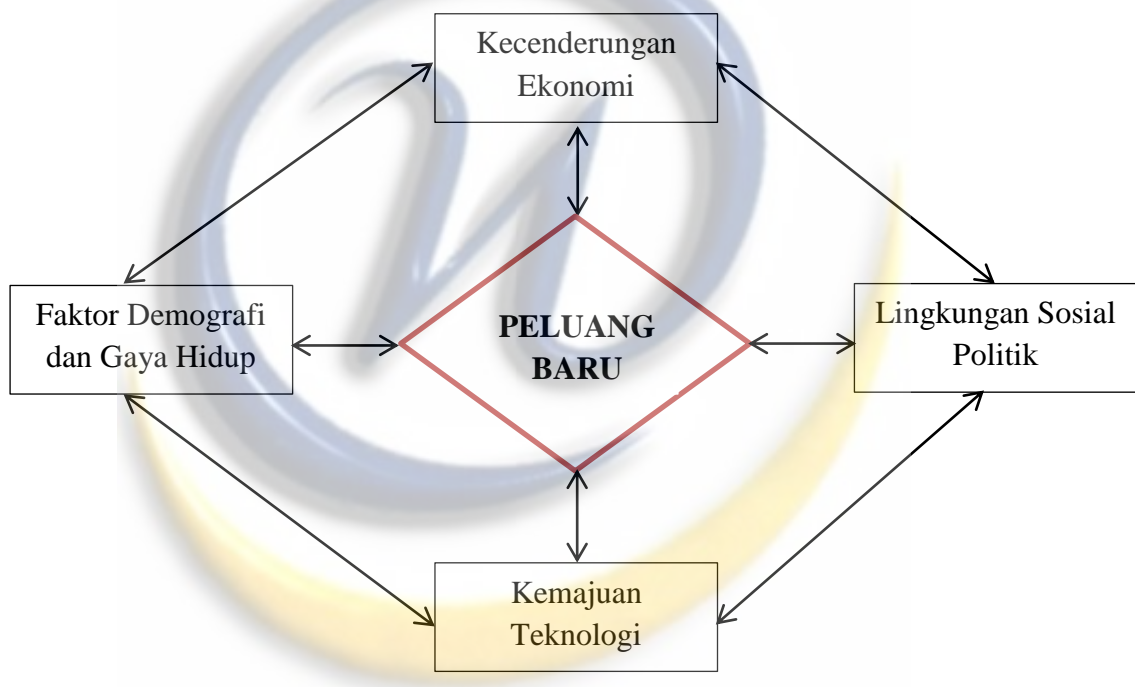 Kecenderungan
Ekonomi
Faktor Demografi
dan Gaya Hidup
PELUANG
BARU
Lingkungan Sosial
Politik
Kemajuan
Teknologi